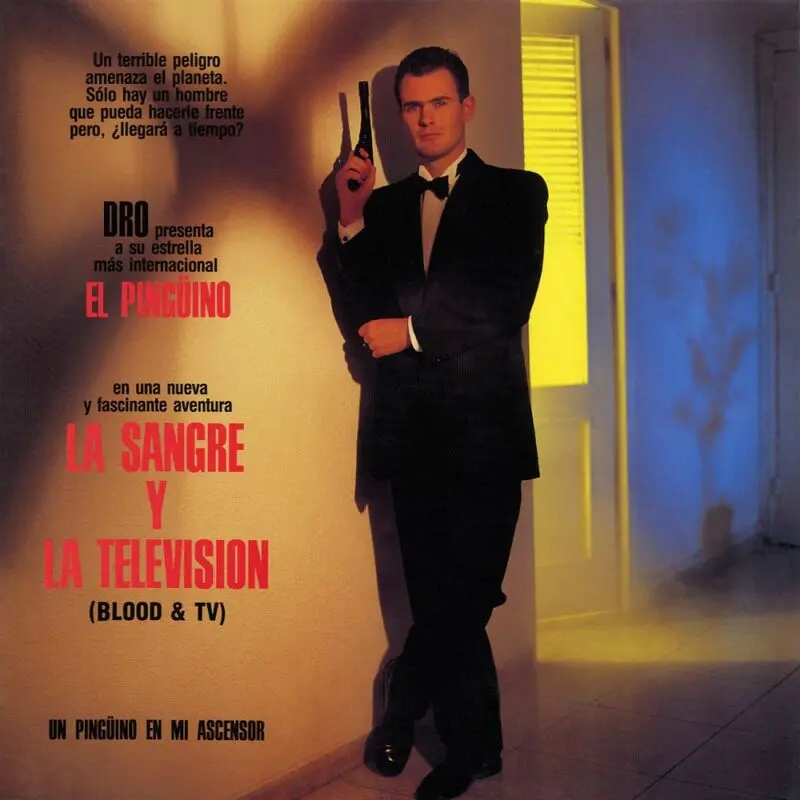 Un terrible peligro
amenaza el planeta.
Sólo hay un hombre
que pueda hacerle frente
pero, ¿llegará a tiempo?
DRO presenta
a su estrella
más internacional
EL PINGÜINO
en una nueva
y fascinante aventura
LA SANGRE
Y
LA TELEVISION
(BLOOD & TV)
UN PINGÜINO EN MI ASCENSOR